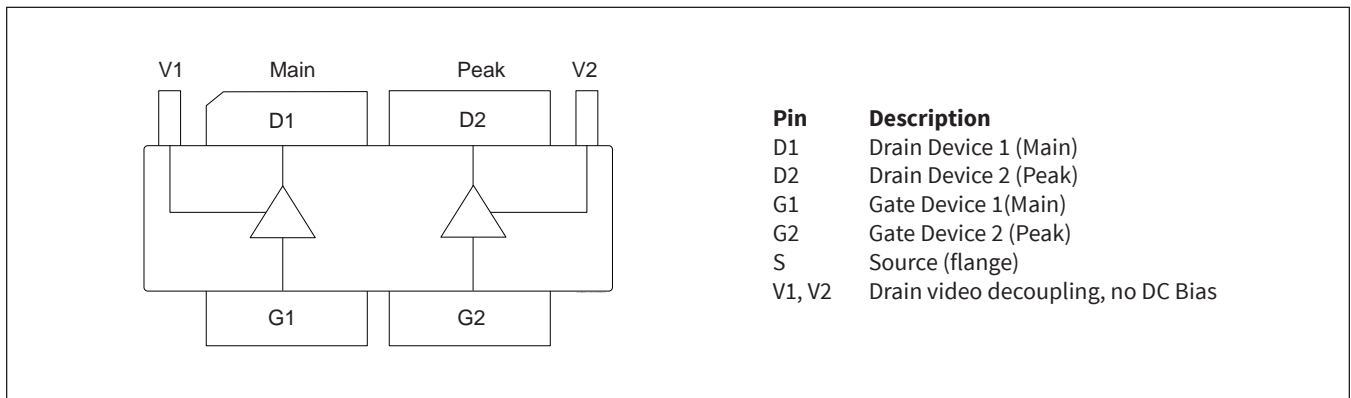 V1 Main Peak V2
D1 D2
G1 G2
Pin Description
D1 Drain Device 1 (Main)
D2 Drain Device 2 (Peak)
G1 Gate Device 1(Main)
G2 Gate Device 2 (Peak)
S Source (flange)
V1, V2 Drain video decoupling, no DC Bias